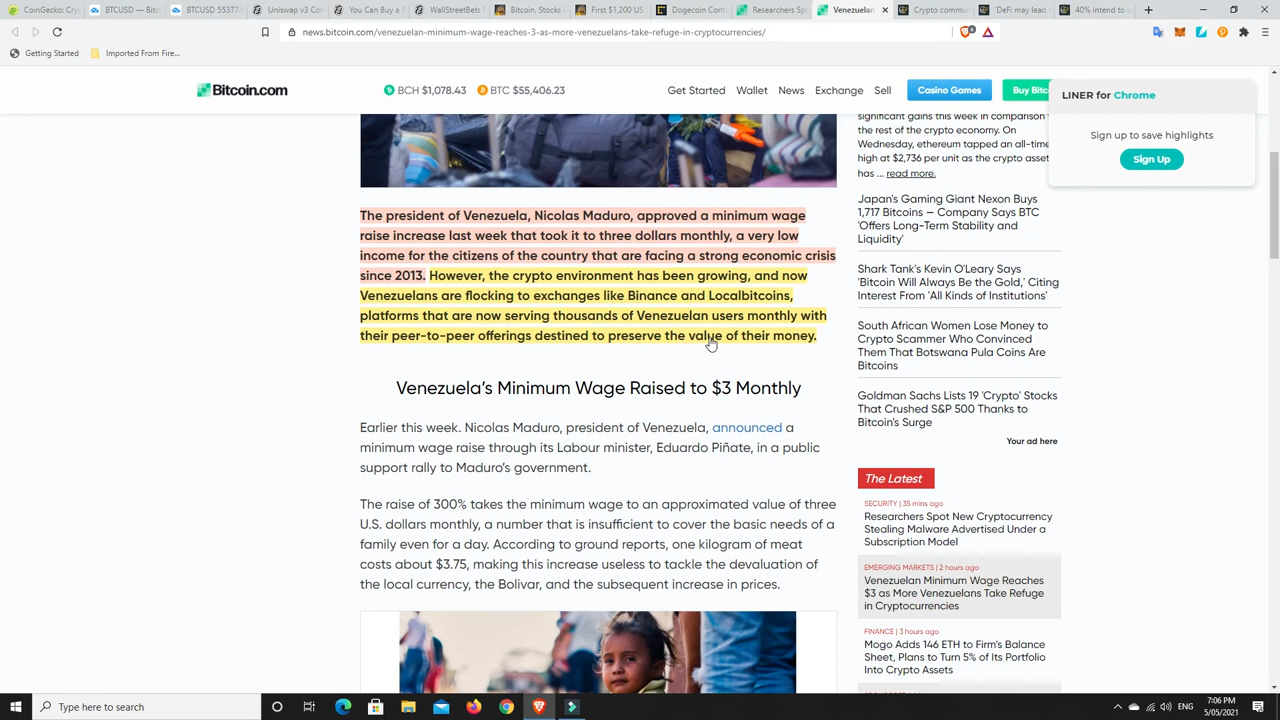 CoinGecko: Cryp
BTCUSD —
BTCUSD 55377.
Uniswap v3 Con
You Can Buy a E
WallStreetBets F
Bitcoin, Stocks C
First $1,200 US
Dogecoin Contr
Researchers Sp
Venezuelan
Crypto commu
'DeFi may lead
40% intend to u
news.bitcoin.com/venezuelan-minimum-wage-reaches-3-as-more-venezuelans-take-refuge-in-cryptocurrencies/
Getting Started
Imported From Fire...
Bitcoin.com
BCH $1,078.43
BTC $55,406.23
Get Started
Wallet
News
Exchange
Sell
Casino Games
Buy Bitc
LINER for Chrome
Sign up to save highlights
Sign Up
significant gains this week in comparison t
the rest of the crypto economy. On
Wednesday, ethereum tapped an all-time
high at $2,736 per unit as the crypto asset
has ... read more.
The president of Venezuela, Nicolas Maduro, approved a minimum wage
raise increase last week that took it to three dollars monthly, a very low
income for the citizens of the country that are facing a strong economic crisis
since 2013. However, the crypto environment has been growing, and now
Venezuelans are flocking to exchanges like Binance and Localbitcoins,
platforms that are now serving thousands of Venezuelan users monthly with
their peer-to-peer offerings destined to preserve the value of their money.
Venezuela's Minimum Wage Raised to $3 Monthly
Earlier this week. Nicolas Maduro, president of Venezuela, announced a
minimum wage raise through its Labour minister, Eduardo Piñate, in a public
support rally to Maduro's government.
The raise of 300% takes the minimum wage to an approximated value of three
U.S. dollars monthly, a number that is insufficient to cover the basic needs of a
family even for a day. According to ground reports, one kilogram of meat
costs about $3.75, making this increase useless to tackle the devaluation of
the local currency, the Bolivar, and the subsequent increase in prices.
Japan's Gaming Giant Nexon Buys
1,717 Bitcoins — Company Says BTC
'Offers Long-Term Stability and
Liquidity'
Shark Tank's Kevin O'Leary Says
'Bitcoin Will Always Be the Gold,' Citing
Interest From 'All Kinds of Institutions'
South African Women Lose Money to
Crypto Scammer Who Convinced
Them That Botswana Pula Coins Are
Bitcoins
Goldman Sachs Lists 19 'Crypto' Stocks
That Crushed S&P 500 Thanks to
Bitcoin's Surge
Your ad here
The Latest
SECURITY | 35 mins ago
Researchers Spot New Cryptocurrency
Stealing Malware Advertised Under a
Subscription Model
EMERGING MARKETS | 2 hours ago
Venezuelan Minimum Wage Reaches
$3 as More Venezuelans Take Refuge
in Cryptocurrencies
FINANCE | 3 hours ago
Mogo Adds 146 ETH to Firm's Balance
Sheet, Plans to Turn 5% of Its Portfolio
Into Crypto Assets
Type here to search
ENG
7:06 PM
5/05/2021